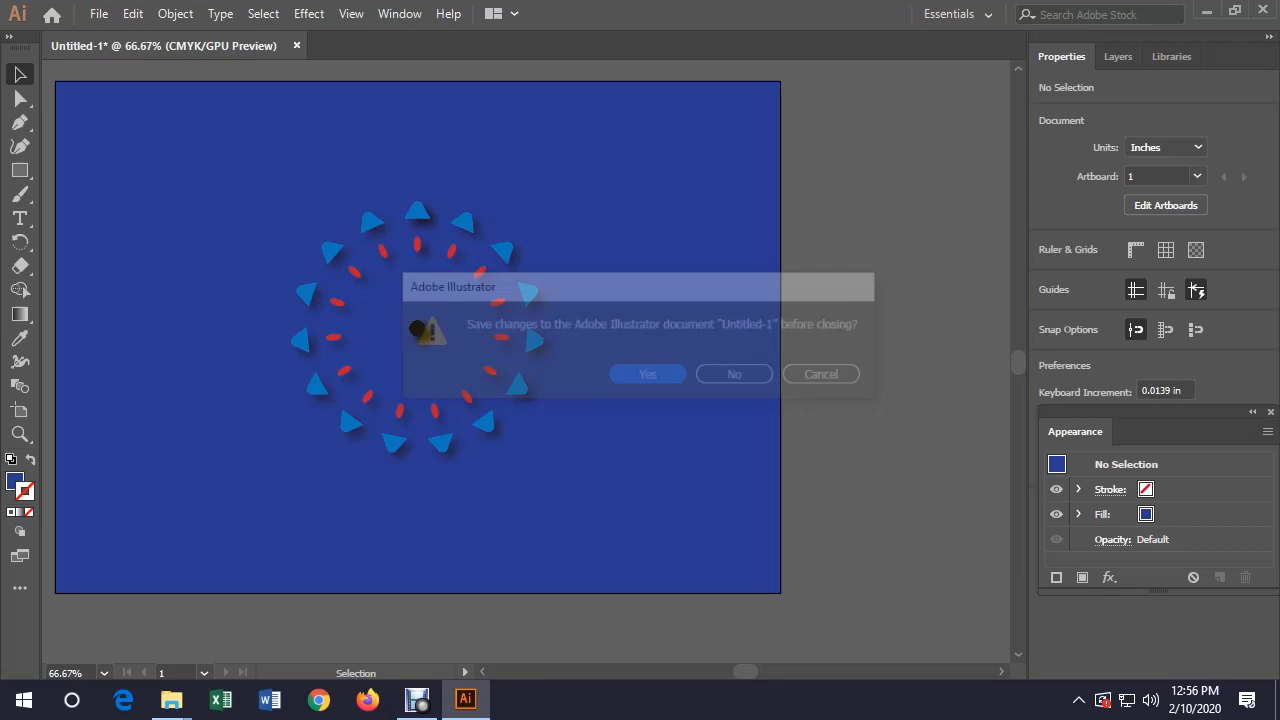 Ai File Edit Object Type Select Effect View Window Help Essentials Search Adobe Stock
Untitled-1* @ 66.67% (CMYK/GPU Preview)
Properties Layers Libraries
No Selection
Document
Units: Inches
Artboard: 1
Edit Artboards
Ruler & Grids
Guides
Snap Options
Preferences
Keyboard Increment: 0.0139 in
Adobe Illustrator
Save changes to the Adobe Illustrator document "Untitled-1" before closing?
Yes No Cancel
Appearance
No Selection
Stroke:
Fill:
Opacity: Default
fx.
66.67% 1 Selection
Ai
12:56 PM
2/10/2020